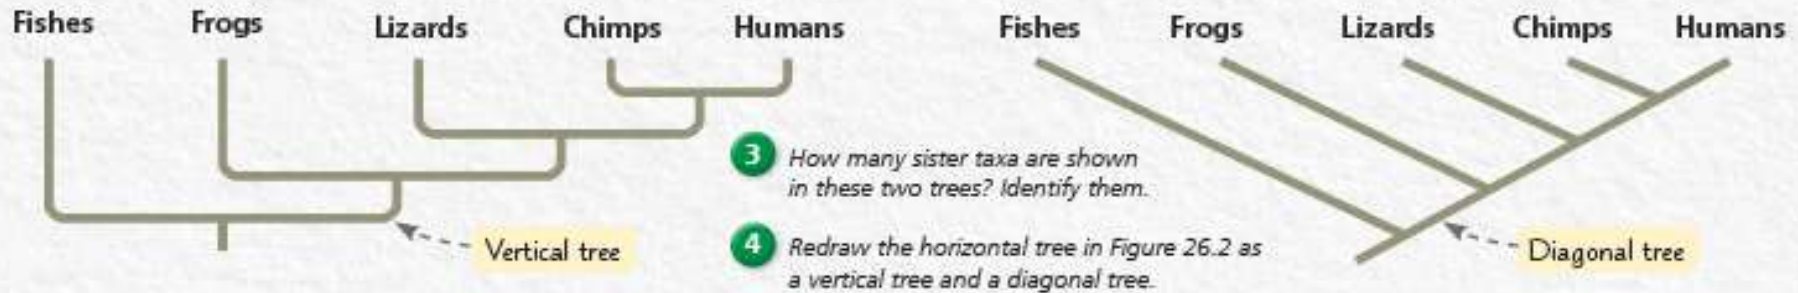 Fishes Frogs Lizards Chimps Humans
Fishes Frogs Lizards Chimps Humans
3 How many sister taxa are shown
in these two trees? Identify them.
Vertical tree
4 Redraw the horizontal tree in Figure 26.2 as
a vertical tree and a diagonal tree.
Diagonal tree